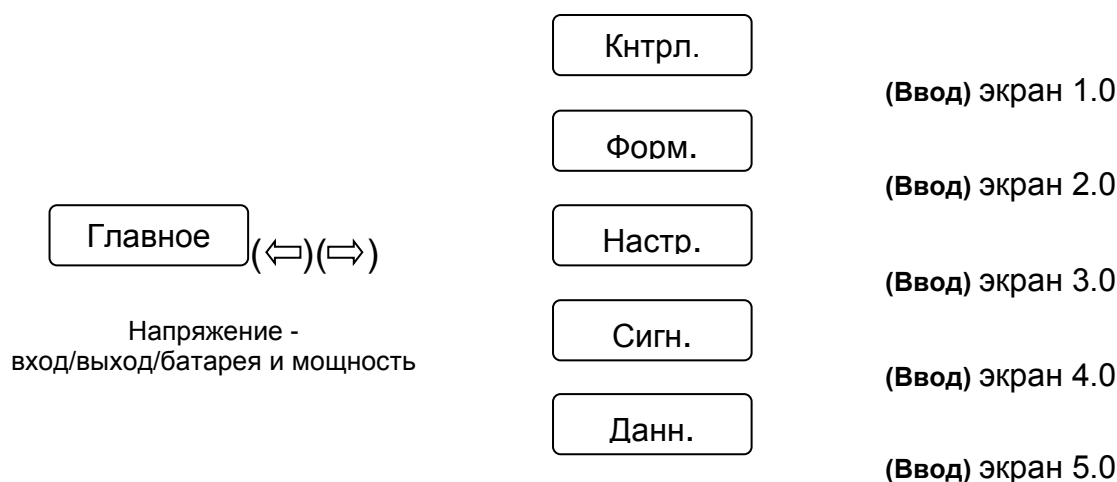 Кнтрл.
(Ввод) экран 1.0
Форм.
(Ввод) экран 2.0
Главное
(⇦)(⇨)
Настр.
(Ввод) экран 3.0
Напряжение -
вход/выход/батарея и мощность
Сигн.
(Ввод) экран 4.0
Данн.
(Ввод) экран 5.0